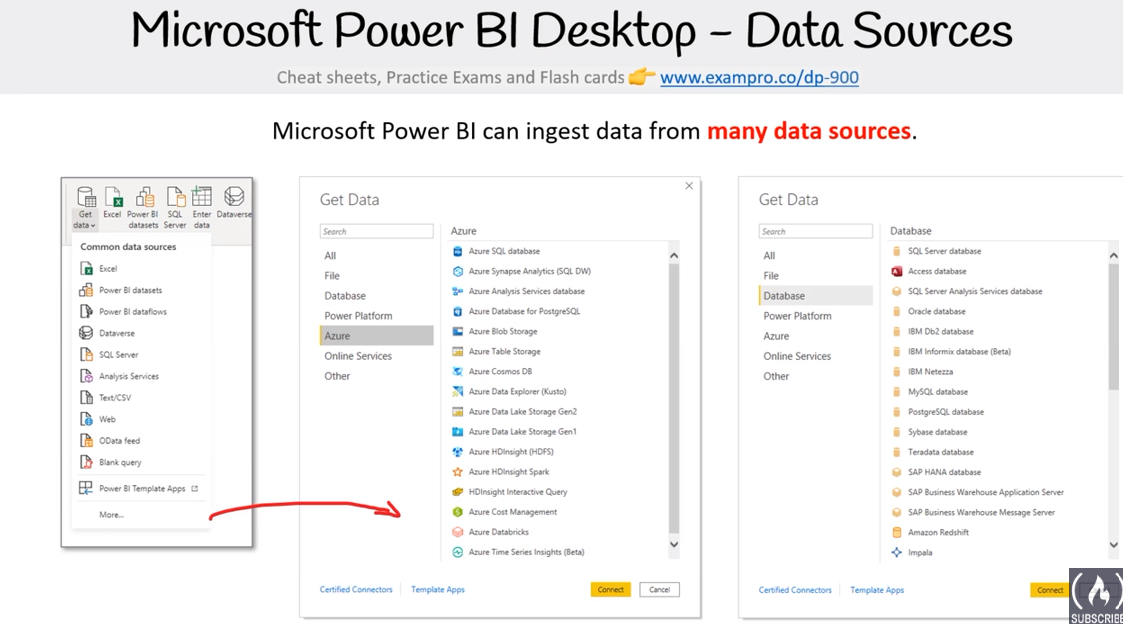 Microsoft Power BI Desktop – Data Sources
Cheat sheets, Practice Exams and Flash cards 👉 www.exampro.co/dp-900
Microsoft Power BI can ingest data from many data sources.
Get data
Excel
Power BI datasets
SQL Server
Enter data
Dataverse
Common data sources
Excel
Power BI datasets
Power BI dataflows
Dataverse
SQL Server
Analysis Services
Text/CSV
Web
OData feed
Blank query
Power BI Template Apps
More...
Get Data
Search
All
File
Database
Power Platform
Azure
Online Services
Other
Azure
Azure SQL database
Azure Synapse Analytics (SQL DW)
Azure Analysis Services database
Azure Database for PostgreSQL
Azure Blob Storage
Azure Table Storage
Azure Cosmos DB
Azure Data Explorer (Kusto)
Azure Data Lake Storage Gen2
Azure Data Lake Storage Gen1
Azure HDInsight (HDFS)
Azure HDInsight Spark
HDInsight Interactive Query
Azure Cost Management
Azure Databricks
Azure Time Series Insights (Beta)
Certified Connectors
Template Apps
Connect
Cancel
Get Data
Search
All
File
Database
Power Platform
Azure
Online Services
Other
Database
SQL Server database
Access database
SQL Server Analysis Services database
Oracle database
IBM Db2 database
IBM Informix database (Beta)
IBM Netezza
MySQL database
PostgreSQL database
Sybase database
Teradata database
SAP HANA database
SAP Business Warehouse Application Server
SAP Business Warehouse Message Server
Amazon Redshift
Impala
Certified Connectors
Template Apps
Connect
SUBSCRIBE